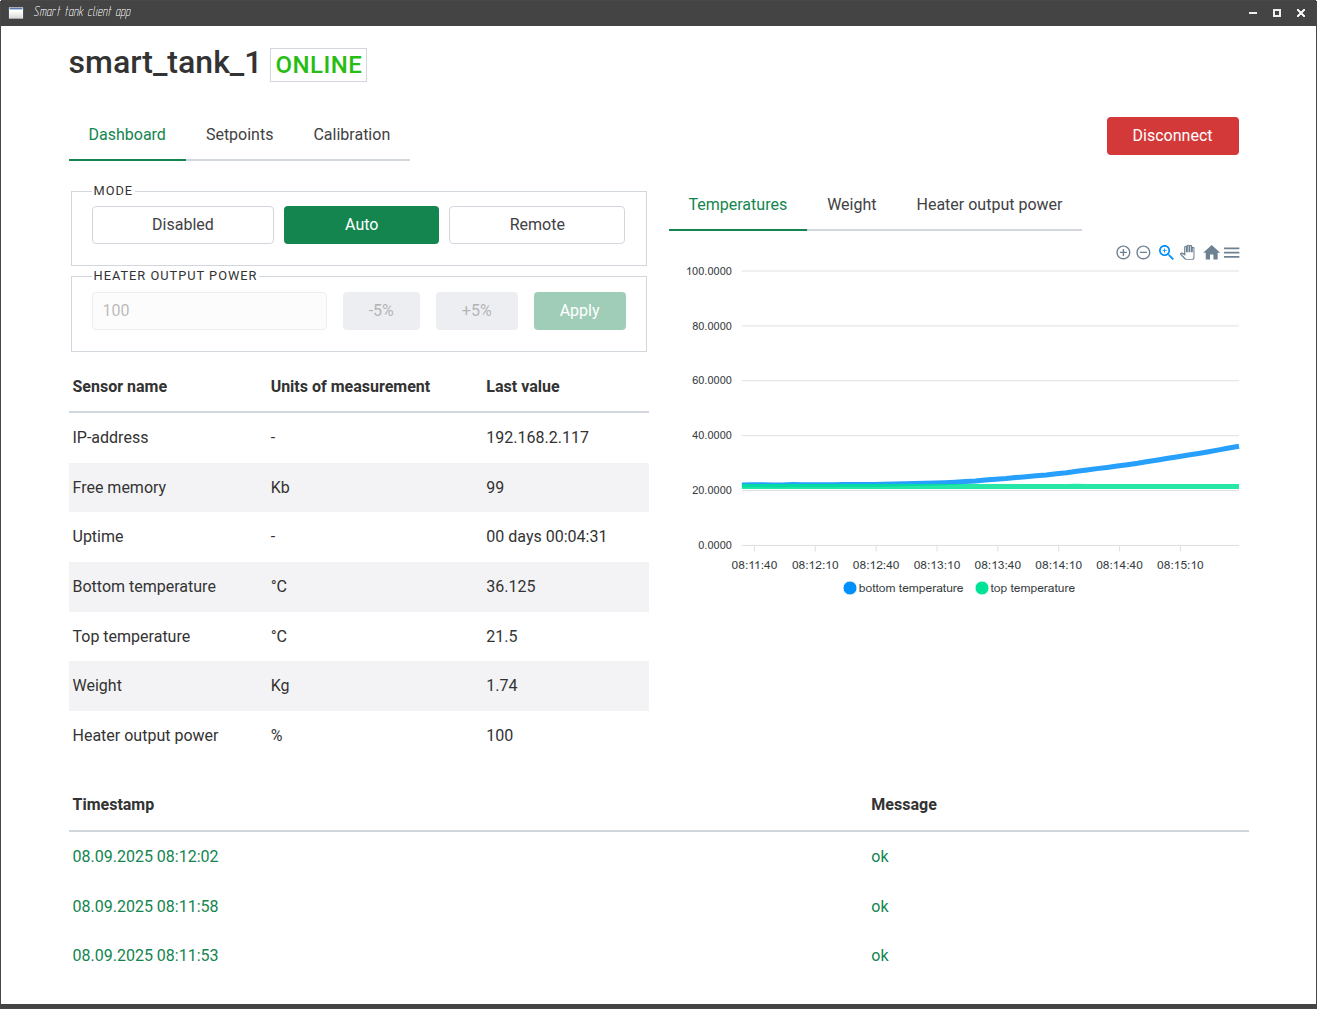 Smart tank client app
smart_tank_1 ONLINE
Dashboard Setpoints Calibration
Disconnect
MODE
Disabled Auto Remote
HEATER OUTPUT POWER
100 -5% +5% Apply
Sensor name Units of measurement Last value
IP-address - 192.168.2.117
Free memory Kb 99
Uptime - 00 days 00:04:31
Bottom temperature °C 36.125
Top temperature °C 21.5
Weight Kg 1.74
Heater output power % 100
Temperatures Weight Heater output power
100.0000
80.0000
60.0000
40.0000
20.0000
0.0000
08:11:40 08:12:10 08:12:40 08:13:10 08:13:40 08:14:10 08:14:40 08:15:10
bottom temperature top temperature
Timestamp Message
08.09.2025 08:12:02 ok
08.09.2025 08:11:58 ok
08.09.2025 08:11:53 ok